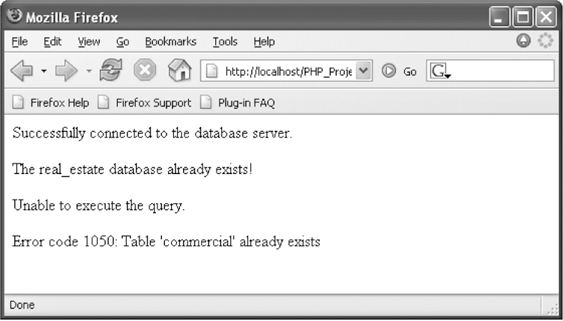 Mozilla Firefox
File Edit View Go Bookmarks Tools Help
http://localhost/PHP_Proje Go G
Firefox Help Firefox Support Plug-in FAQ
Successfully connected to the database server.
The real_estate database already exists!
Unable to execute the query.
Error code 1050: Table 'commercial' already exists
Done